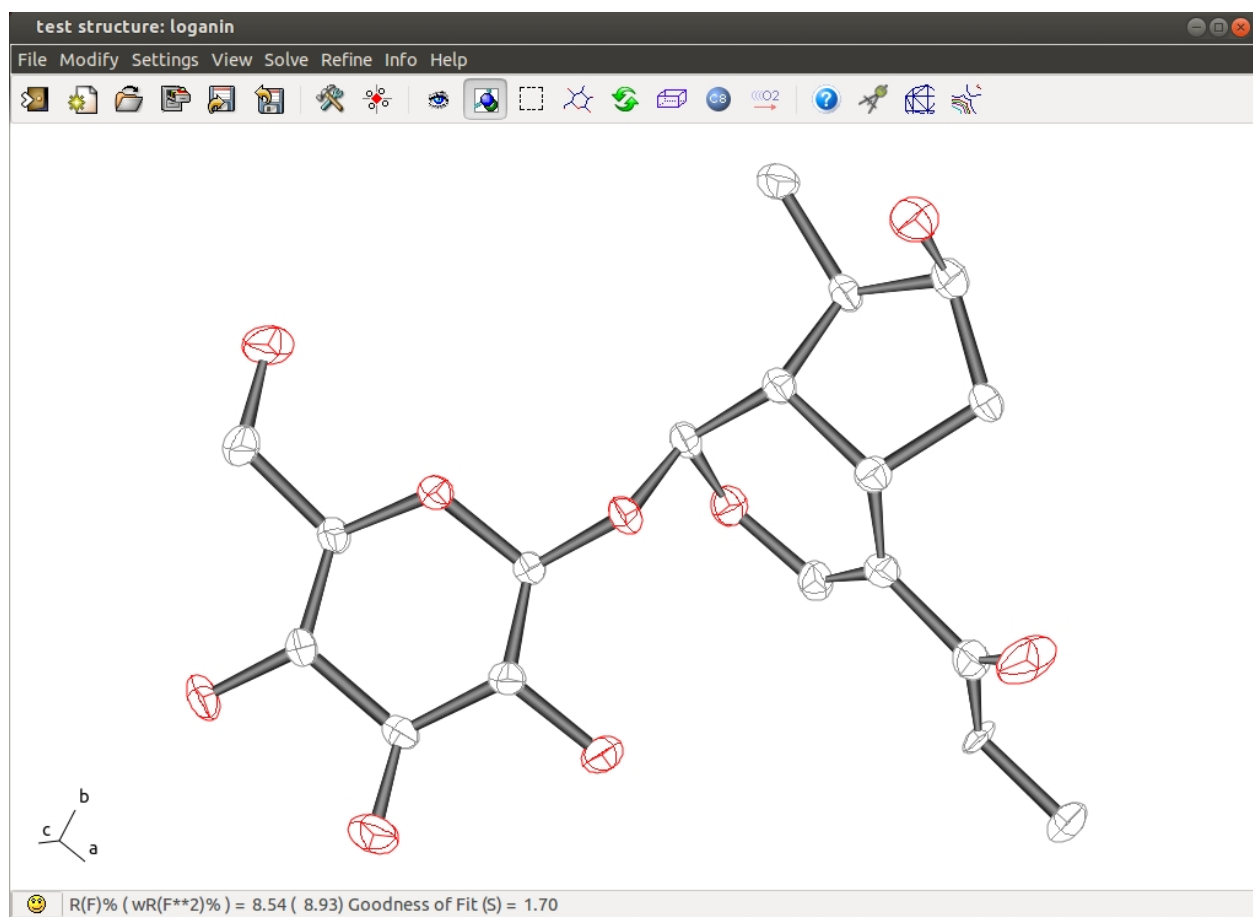 test structure: loganin
File Modify Settings View Solve Refine Info Help
C8 O2 ?
b
c
a
R(F)% ( wR(F**2)% ) = 8.54 ( 8.93) Goodness of Fit (S) = 1.70